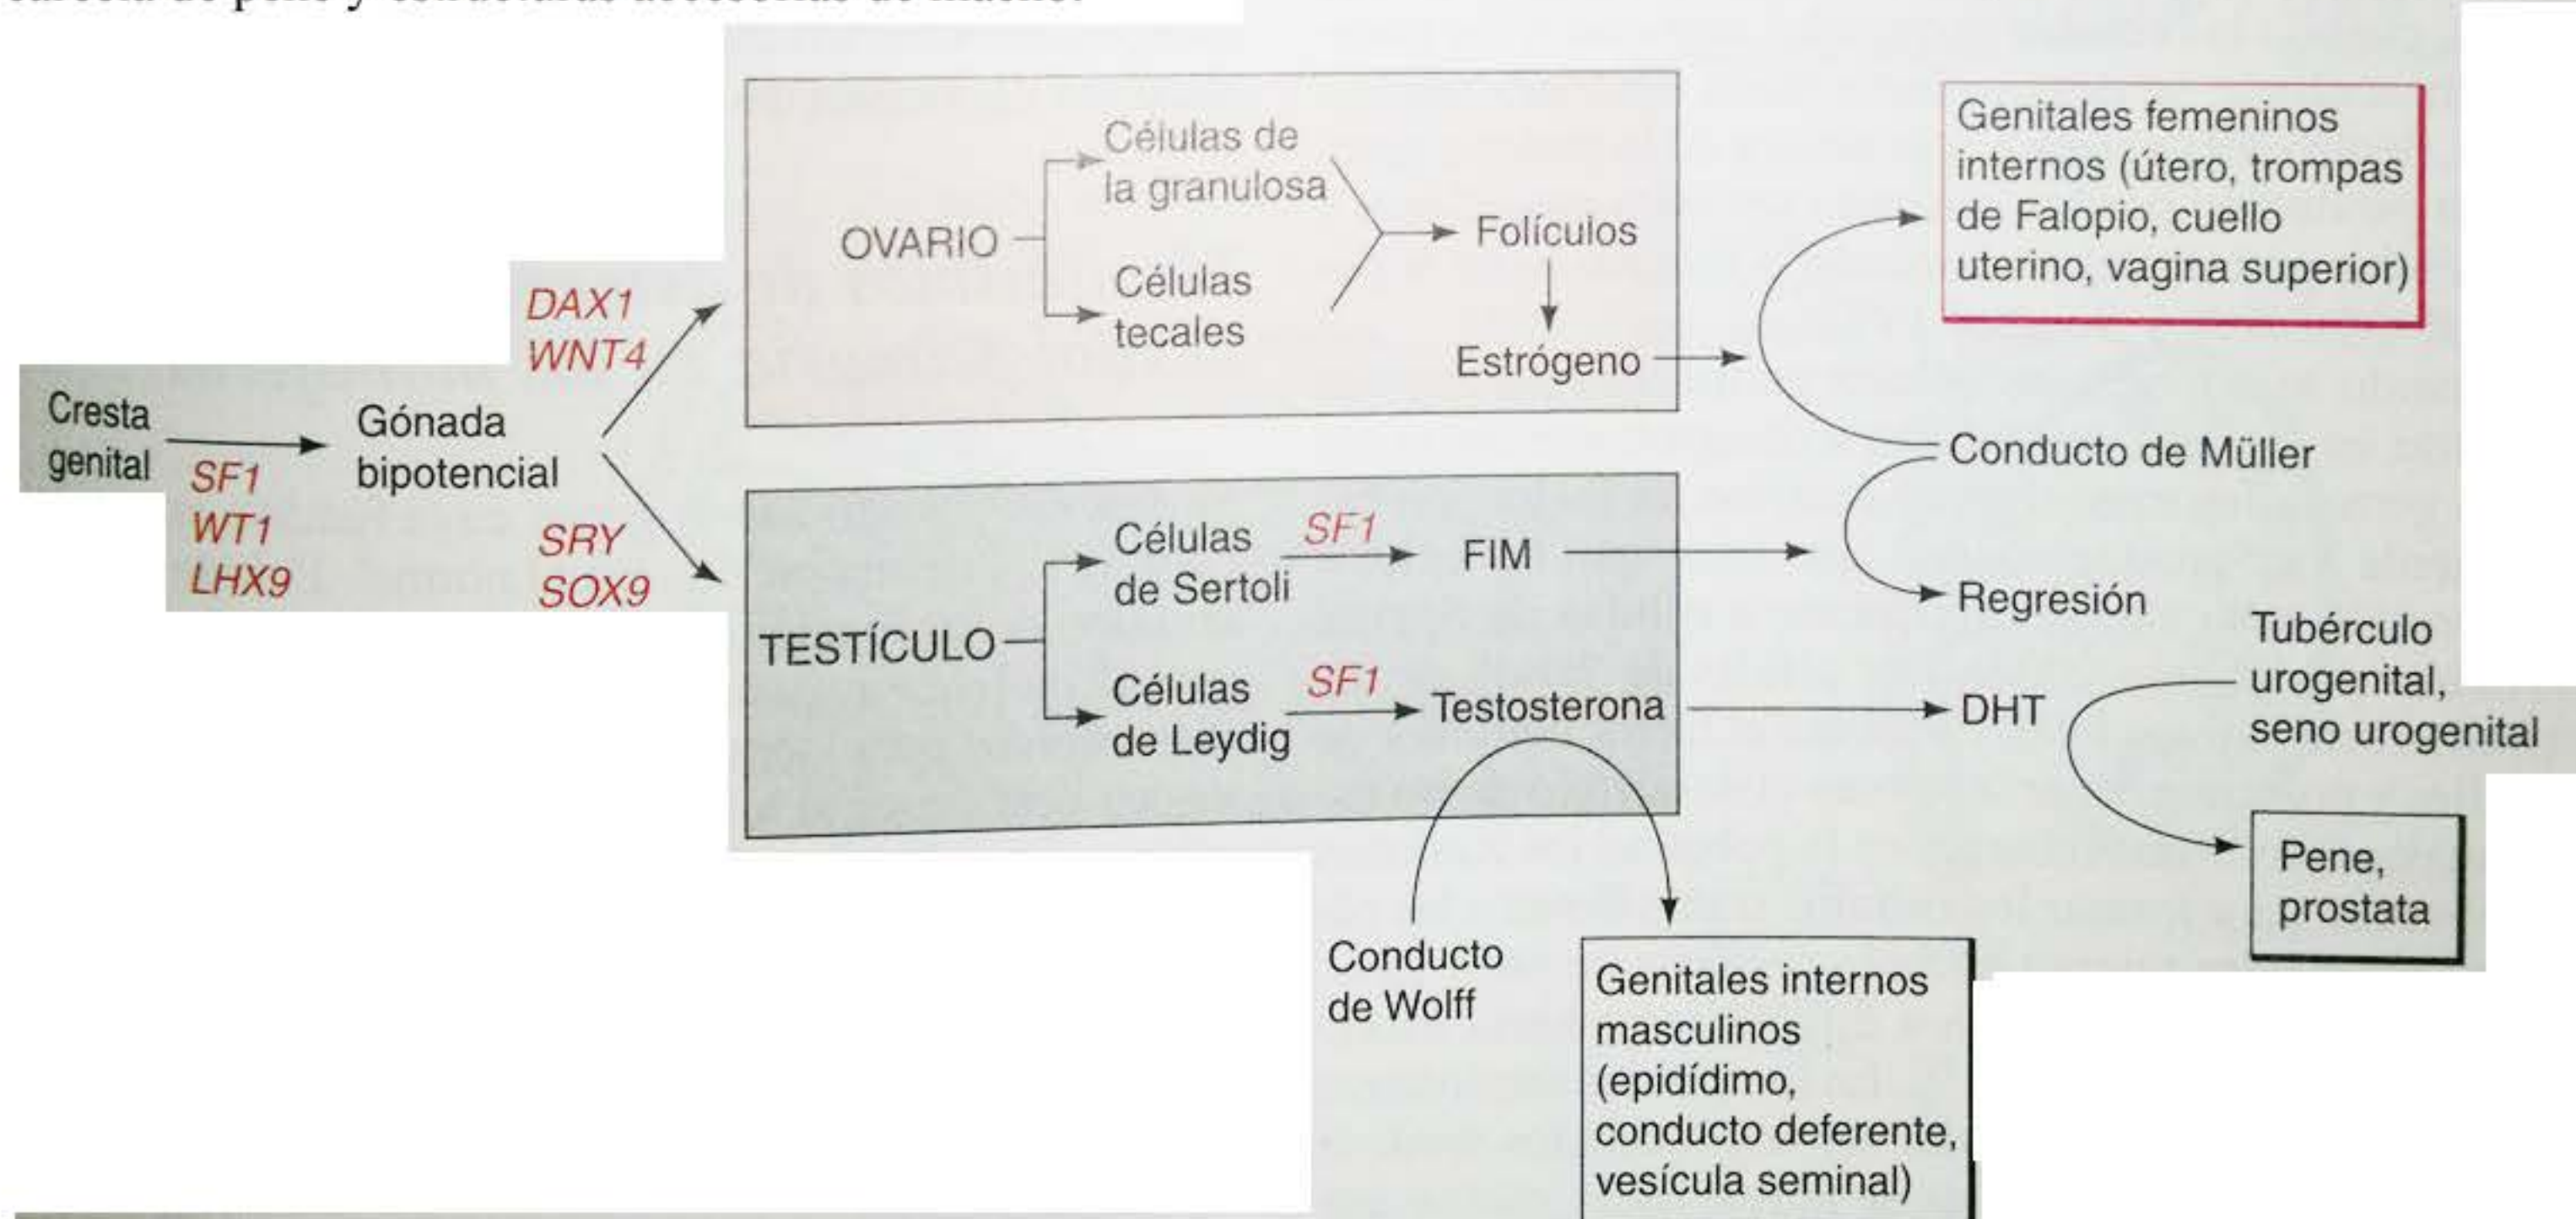 Células de
la granulosa
OVARIO
Células
tecales
Folículos
Estrógeno
Genitales femeninos
internos (útero, trompas
de Falopio, cuello
uterino, vagina superior)
DAX1
WNT4
Cresta
genital
SF1
WT1
LHX9
Gónada
bipotencial
SRY
SOX9
Conducto de Müller
TESTÍCULO
Células
de Sertoli
SF1
FIM
Regresión
Células
de Leydig
SF1
Testosterona
DHT
Tubérculo
urogenital,
seno urogenital
Pene,
prostata
Conducto
de Wolff
Genitales internos
masculinos
(epidídimo,
conducto deferente,
vesícula seminal)